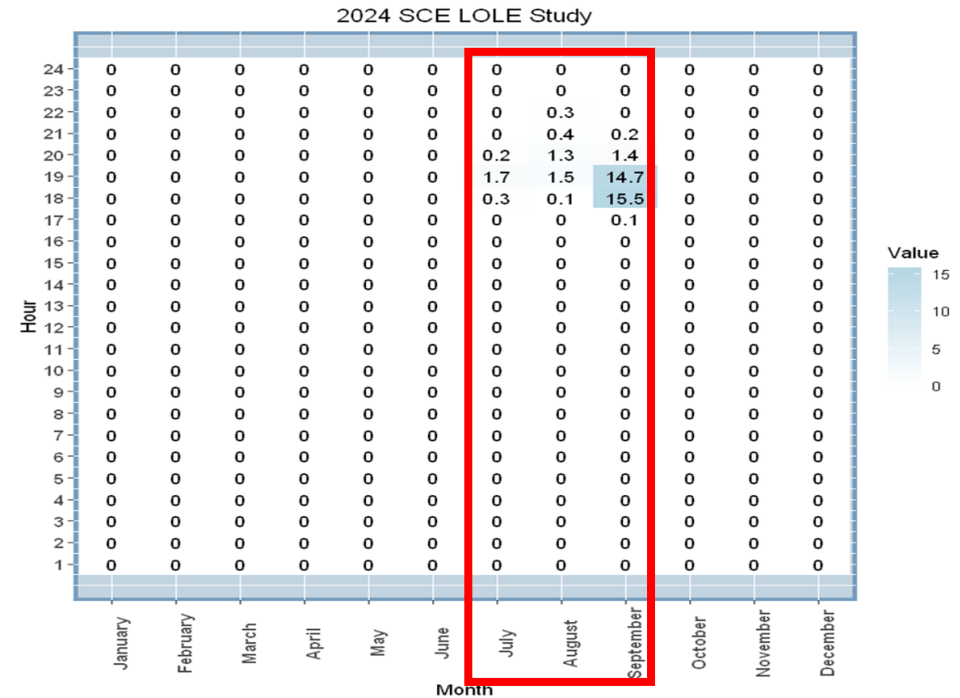 2024 SCE LOLE Study
24 0 0 0 0 0 0 0 0 0 0 0 0
23 0 0 0 0 0 0 0 0 0 0 0 0
22 0 0 0 0 0 0 0 0.3 0 0 0 0
21 0 0 0 0 0 0 0 0.4 0.2 0 0 0
20 0 0 0 0 0 0 0.2 1.3 1.4 0 0 0
19 0 0 0 0 0 0 1.7 1.5 14.7 0 0 0
18 0 0 0 0 0 0 0.3 0.1 15.5 0 0 0
17 0 0 0 0 0 0 0 0 0.1 0 0 0
16 0 0 0 0 0 0 0 0 0 0 0 0
15 0 0 0 0 0 0 0 0 0 0 0 0
14 0 0 0 0 0 0 0 0 0 0 0 0
13 0 0 0 0 0 0 0 0 0 0 0 0
12 0 0 0 0 0 0 0 0 0 0 0 0
11 0 0 0 0 0 0 0 0 0 0 0 0
10 0 0 0 0 0 0 0 0 0 0 0 0
9 0 0 0 0 0 0 0 0 0 0 0 0
8 0 0 0 0 0 0 0 0 0 0 0 0
7 0 0 0 0 0 0 0 0 0 0 0 0
6 0 0 0 0 0 0 0 0 0 0 0 0
5 0 0 0 0 0 0 0 0 0 0 0 0
4 0 0 0 0 0 0 0 0 0 0 0 0
3 0 0 0 0 0 0 0 0 0 0 0 0
2 0 0 0 0 0 0 0 0 0 0 0 0
1 0 0 0 0 0 0 0 0 0 0 0 0
Hour
January February March April May June July August September October November December
Month
Value
15
10
5
0